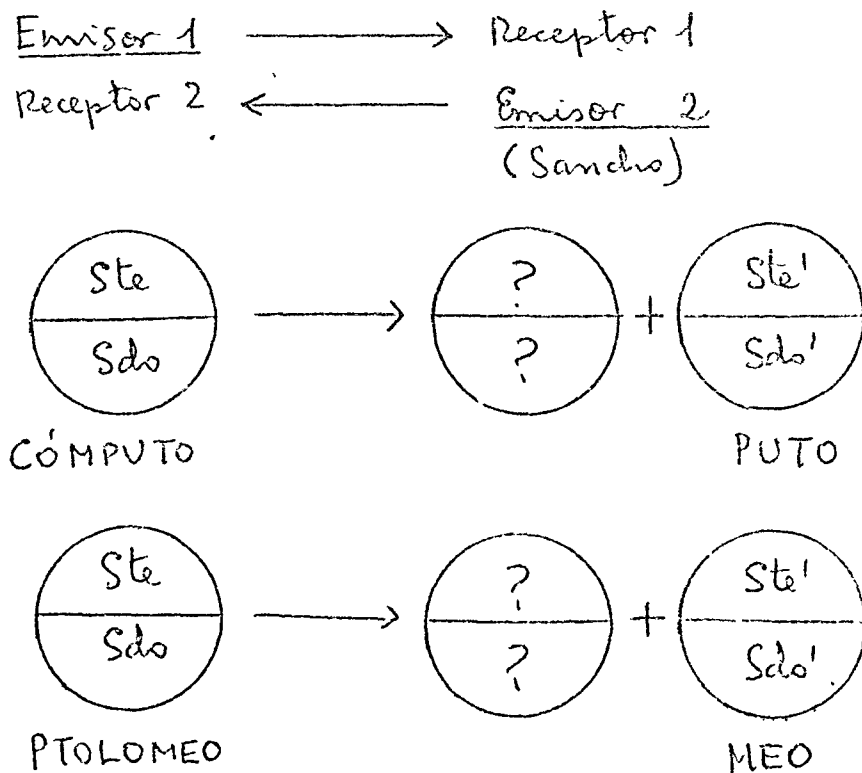 Emisor 1 → Receptor 1
Receptor 2 ← Emisor 2
(Sancho)
Ste → ? + Ste'
Sdo ? Sdo'
CÓMPUTO PUTO
Ste → ? + Ste'
Sdo ? Sdo'
PTOLOMEO MEO